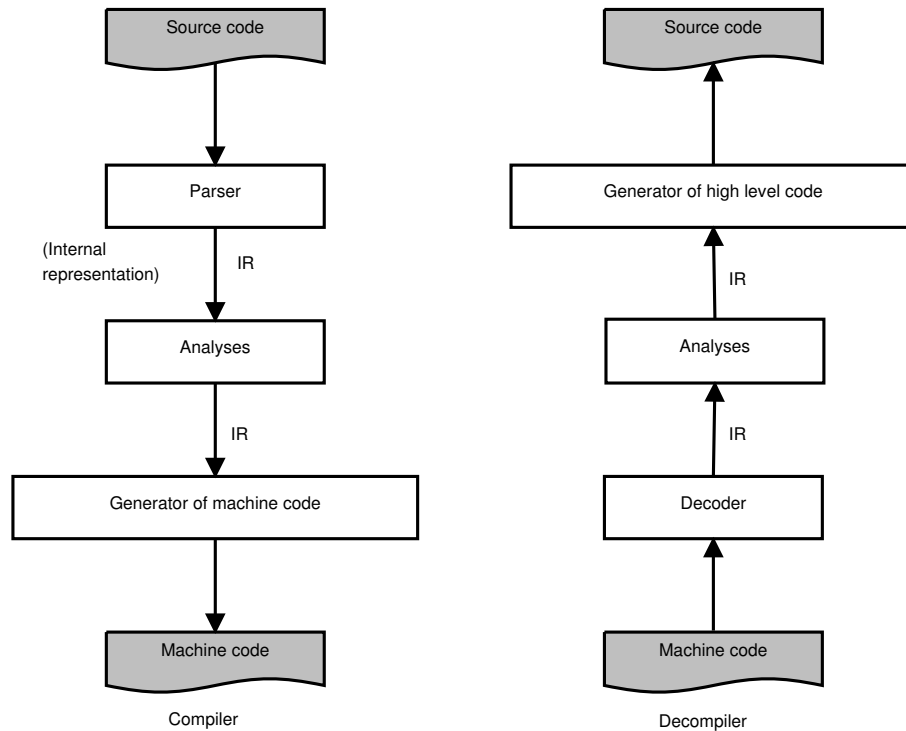 Source code
Parser
(Internal
representation)
IR
Analyses
IR
Generator of machine code
Machine code
Compiler
Source code
Generator of high level code
IR
Analyses
IR
Decoder
Machine code
Decompiler